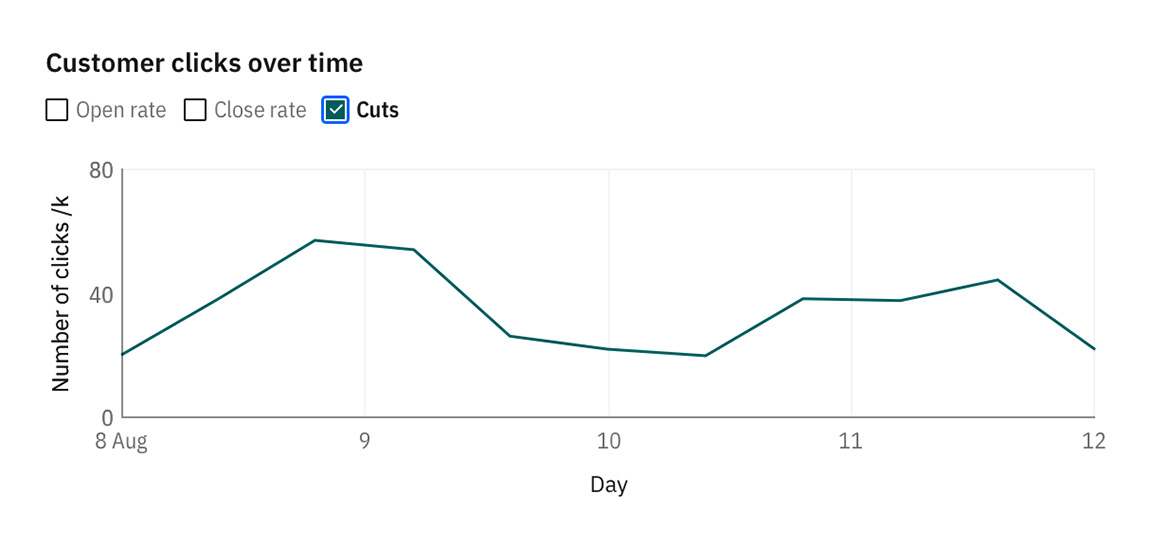 Customer clicks over time
Open rate Close rate Cuts
80
Number of clicks /k
40
0
8 Aug 9 10 11 12
Day